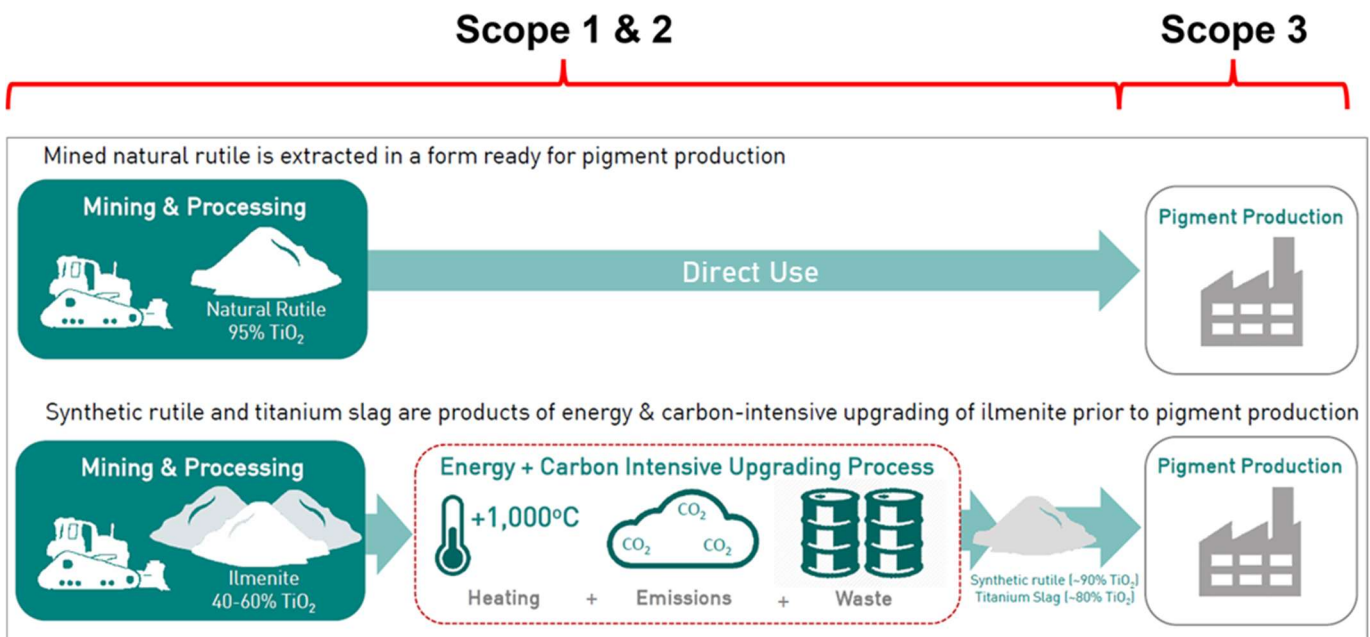 Scope 1 & 2
Scope 3
Mined natural rutile is extracted in a form ready for pigment production
Mining & Processing
Natural Rutile
95% TiO₂
Direct Use
Pigment Production
Synthetic rutile and titanium slag are products of energy & carbon-intensive upgrading of ilmenite prior to pigment production
Mining & Processing
Ilmenite
40-60% TiO₂
Energy + Carbon Intensive Upgrading Process
+1,000ºC
CO₂
CO₂
CO₂
Heating + Emissions + Waste
Synthetic rutile (~90% TiO₂)
Titanium Slag (~80% TiO₂)
Pigment Production